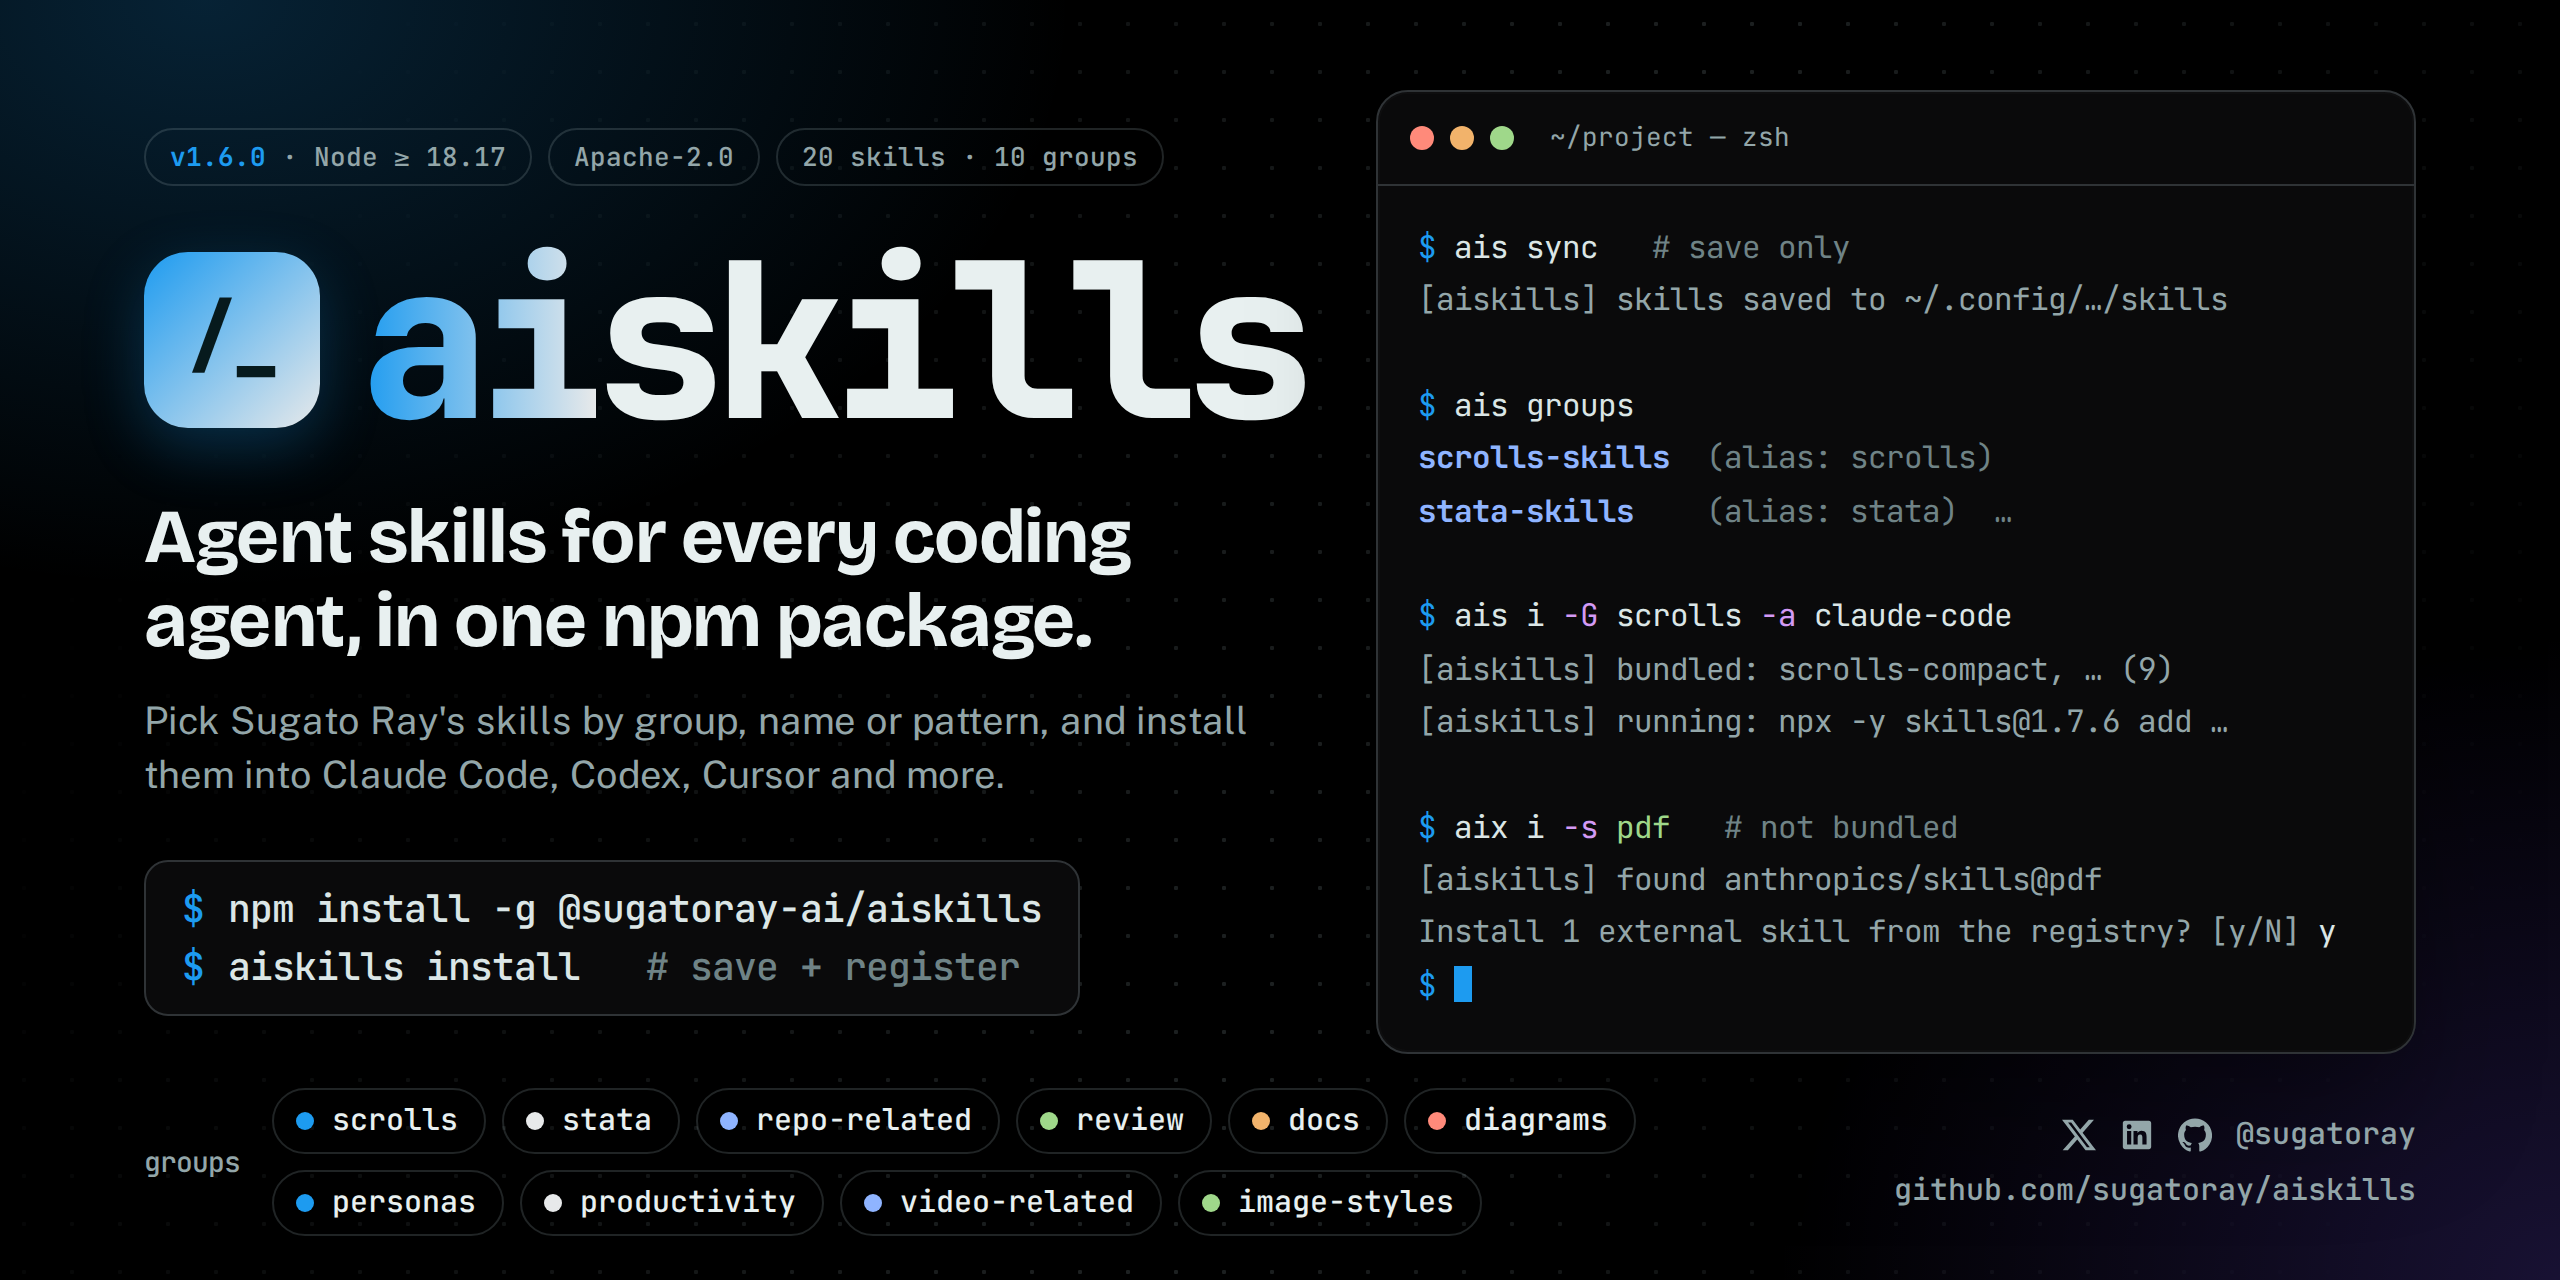 v1.6.0 · Node ≥ 18.17
Apache-2.0
20 skills · 10 groups
/_
aiskills
Agent skills for every coding
agent, in one npm package.
Pick Sugato Ray's skills by group, name or pattern, and install
them into Claude Code, Codex, Cursor and more.
$ npm install -g @sugatoray-ai/aiskills
$ aiskills install   # save + register
~/project — zsh
$ ais sync   # save only
[aiskills] skills saved to ~/.config/…/skills
$ ais groups
scrolls-skills  (alias: scrolls)
stata-skills    (alias: stata)  …
$ ais i -G scrolls -a claude-code
[aiskills] bundled: scrolls-compact, … (9)
[aiskills] running: npx -y skills@1.7.6 add …
$ aix i -s pdf   # not bundled
[aiskills] found anthropics/skills@pdf
Install 1 external skill from the registry? [y/N] y
$
groups
scrolls
stata
repo-related
review
docs
diagrams
personas
productivity
video-related
image-styles
@sugatoray
github.com/sugatoray/aiskills